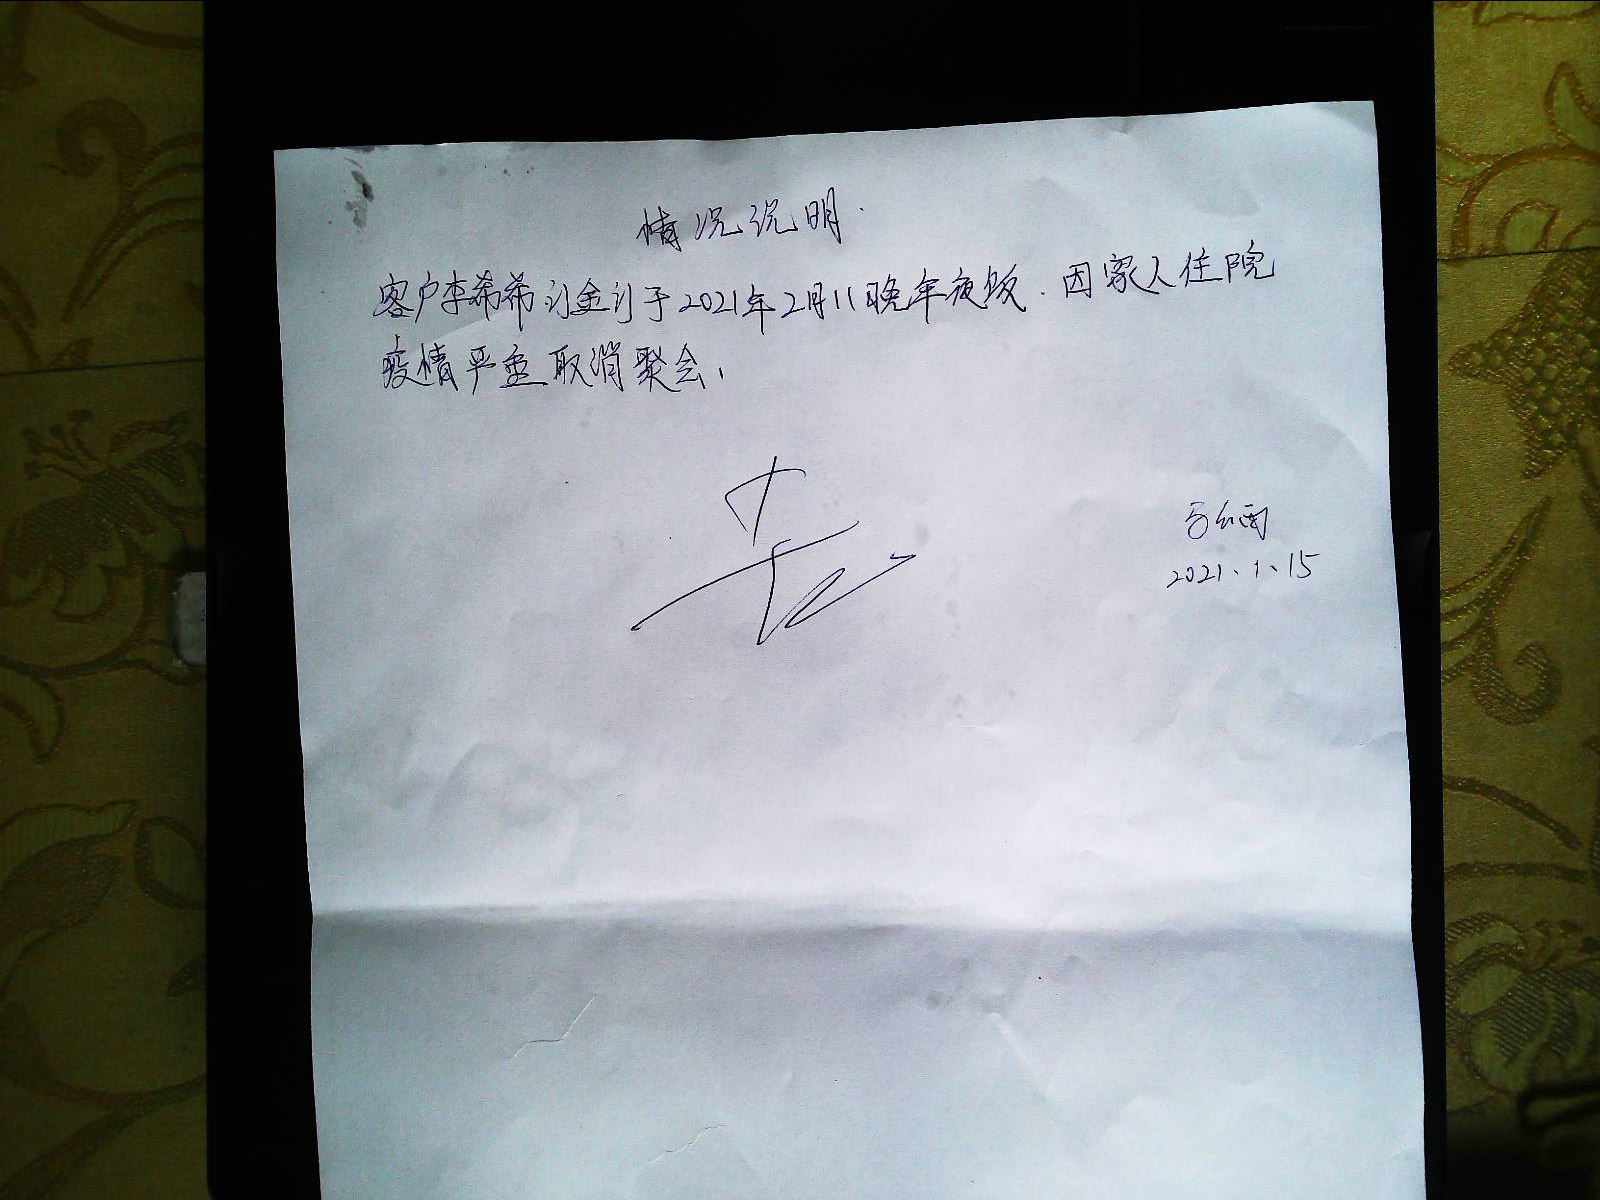 情况说明.
客户李希希订金订于2021年2月11晚年夜饭.因家人住院
疫情严重取消聚会,
2021.1.15